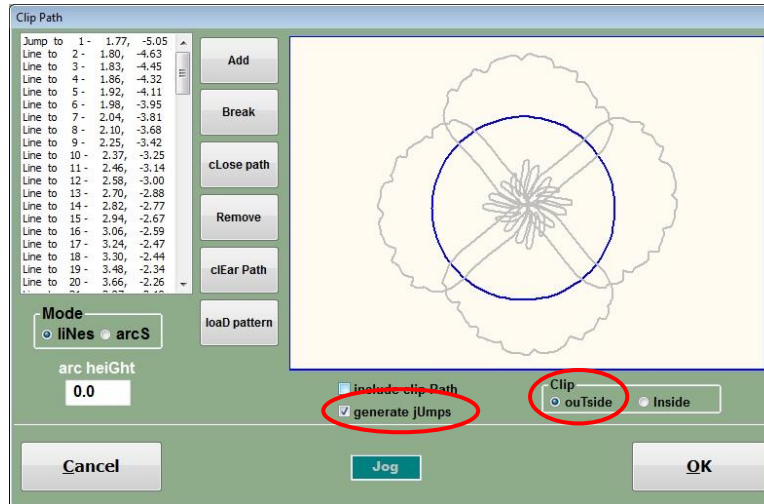 Clip Path
Jump to 1 - 1.77, -5.05
Line to 2 - 1.80, -4.63
Line to 3 - 1.83, -4.45
Line to 4 - 1.86, -4.32
Line to 5 - 1.92, -4.11
Line to 6 - 1.98, -3.95
Line to 7 - 2.04, -3.81
Line to 8 - 2.10, -3.68
Line to 9 - 2.25, -3.42
Line to 10 - 2.37, -3.25
Line to 11 - 2.46, -3.14
Line to 12 - 2.58, -3.00
Line to 13 - 2.70, -2.88
Line to 14 - 2.82, -2.77
Line to 15 - 2.94, -2.67
Line to 16 - 3.06, -2.59
Line to 17 - 3.24, -2.47
Line to 18 - 3.30, -2.44
Line to 19 - 3.48, -2.34
Line to 20 - 3.66, -2.26
Add
Break
cLose path
Remove
clEar Path
loaD pattern
Mode
liNes arcS
arc heiGht
0.0
include clip Path
generate jUmps
Clip
ouTside Inside
Cancel
Jog
OK